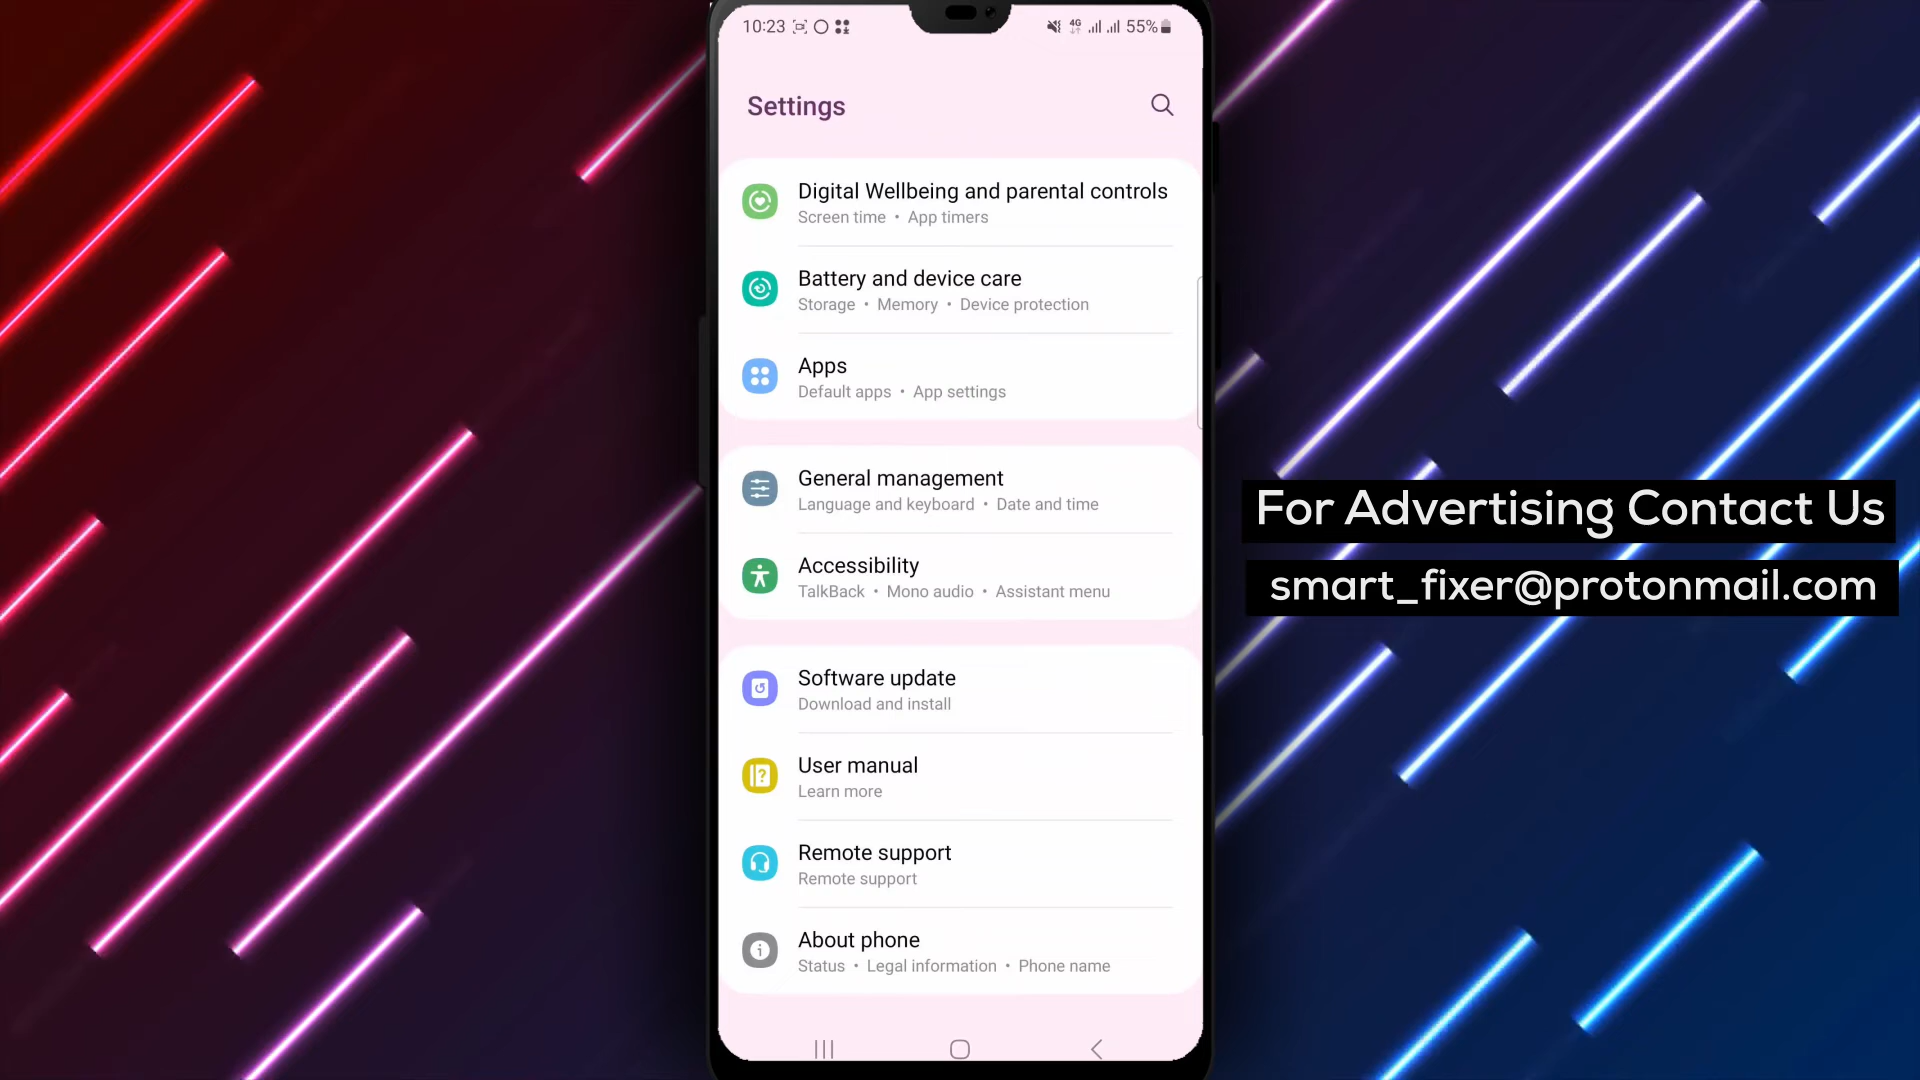 10:23
4G
55%
Settings
Digital Wellbeing and parental controls
Screen time • App timers
Battery and device care
Storage • Memory • Device protection
Apps
Default apps • App settings
General management
Language and keyboard • Date and time
Accessibility
TalkBack • Mono audio • Assistant menu
Software update
Download and install
User manual
Learn more
Remote support
Remote support
About phone
Status • Legal information • Phone name
For Advertising Contact Us
smart_fixer@protonmail.com